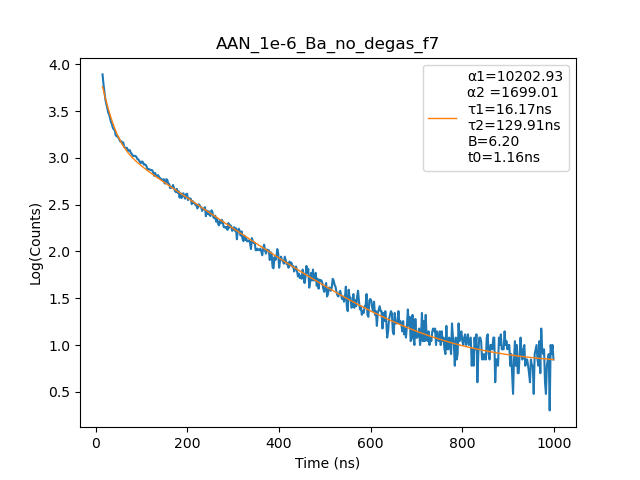 AAN_1e-6_Ba_no_degas_f7
α1=10202.93
α2 =1699.01
τ1=16.17ns
τ2=129.91ns
B=6.20
t0=1.16ns
Log(Counts)
4.0
3.5
3.0
2.5
2.0
1.5
1.0
0.5
0 200 400 600 800 1000
Time (ns)